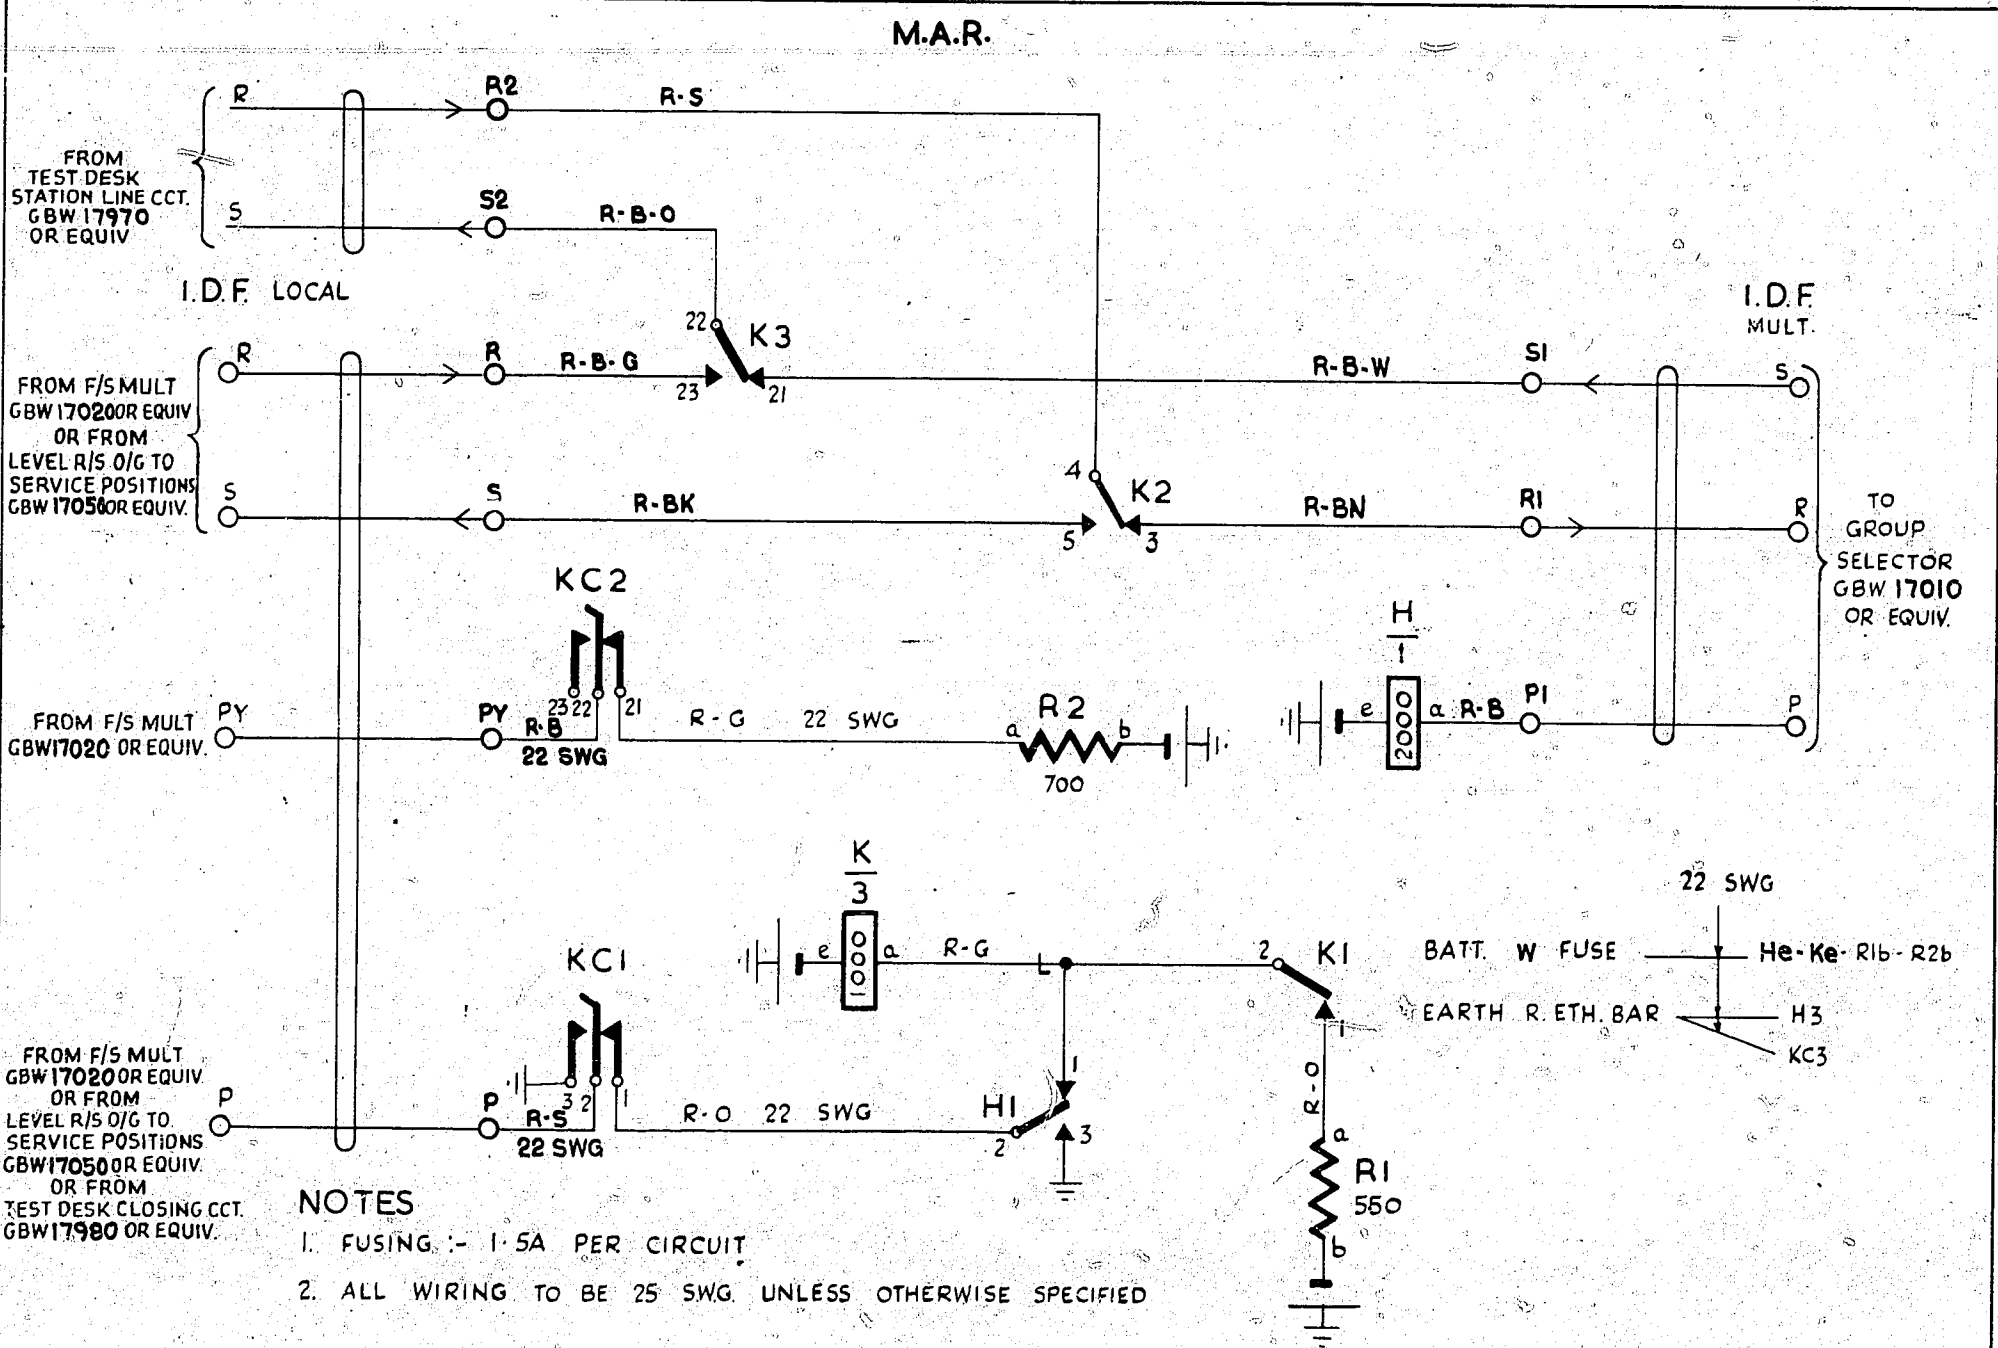 M.A.R.
R
R2
R-S
FROM
TEST DESK
STATION LINE CCT.
GBW 17970
OR EQUIV
S
S2
R-B-O
I.D.F. LOCAL
I.D.F.
MULT.
22
K3
R
R
R-B-G
23
21
R-B-W
S1
S
FROM F/S MULT
GBW 17020 OR EQUIV
OR FROM
LEVEL R/S O/G TO
SERVICE POSITIONS
GBW 17050 OR EQUIV.
S
S
R-BK
4
K2
5
3
R-BN
R1
R
TO
GROUP
SELECTOR
GBW 17010
OR EQUIV.
KC2
23 22
21
FROM F/S MULT
GBW17020 OR EQUIV.
PY
PY
R-B
22 SWG
R-G 22 SWG
R2
a
b
700
H
1
e
2000
a
R-B
P1
P
K
3
e
1000
a
R-G
L
2
K1
1
22 SWG
BATT. W FUSE
He-Ke-R1b-R2b
EARTH R. ETH. BAR
H3
KC3
KC1
3 2
1
FROM F/S MULT
GBW 17020 OR EQUIV
OR FROM
LEVEL R/S O/G TO
SERVICE POSITIONS
GBW17050 OR EQUIV.
OR FROM
TEST DESK CLOSING CCT.
GBW17980 OR EQUIV.
P
P
R-S
22 SWG
R-O 22 SWG
H1
2
1
3
R-O
a
R1
550
b
NOTES
1. FUSING :- 1·5A PER CIRCUIT
2. ALL WIRING TO BE 25 S.W.G. UNLESS OTHERWISE SPECIFIED